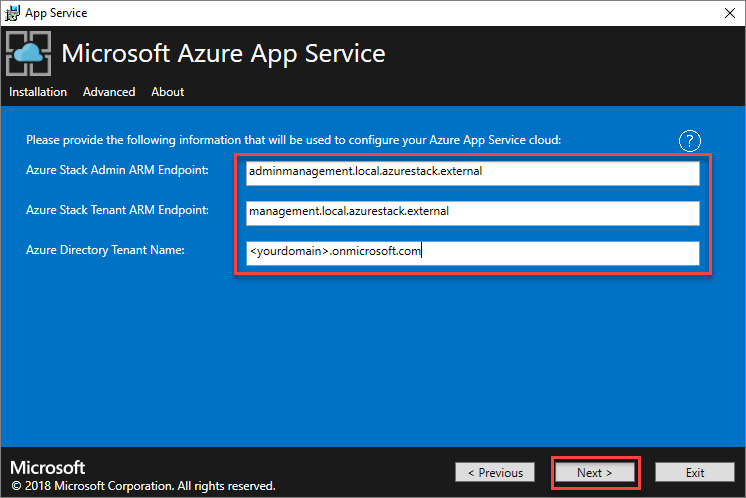 App Service
Microsoft Azure App Service
Installation Advanced About
Please provide the following information that will be used to configure your Azure App Service cloud: ?
Azure Stack Admin ARM Endpoint: adminmanagement.local.azurestack.external
Azure Stack Tenant ARM Endpoint: management.local.azurestack.external
Azure Directory Tenant Name: <yourdomain>.onmicrosoft.com
Microsoft
© 2018 Microsoft Corporation. All rights reserved.
< Previous Next > Exit